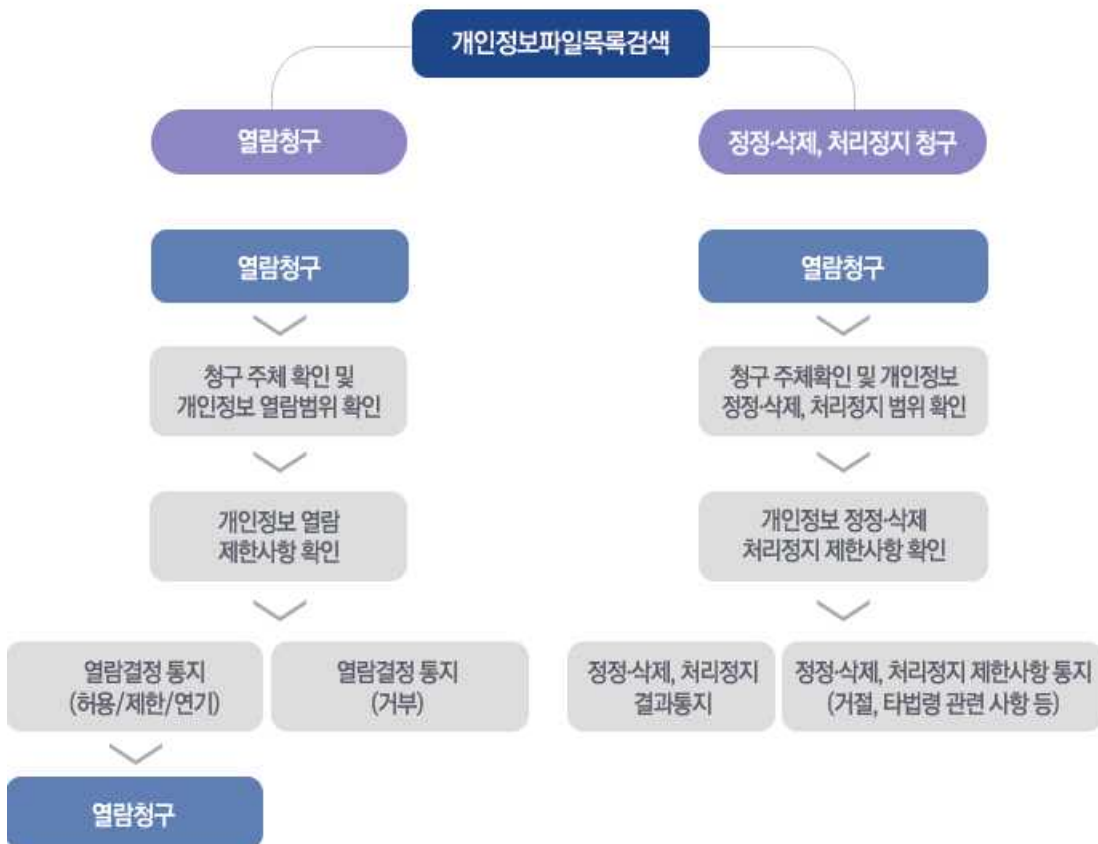 개인정보파일목록검색
열람청구
정정·삭제, 처리정지 청구
열람청구
열람청구
청구 주체 확인 및
개인정보 열람범위 확인
청구 주체확인 및 개인정보
정정·삭제, 처리정지 범위 확인
개인정보 열람
제한사항 확인
개인정보 정정·삭제
처리정지 제한사항 확인
열람결정 통지
(허용/제한/연기)
열람결정 통지
(거부)
정정·삭제, 처리정지
결과통지
정정·삭제, 처리정지 제한사항 통지
(거절, 타법령 관련 사항 등)
열람청구